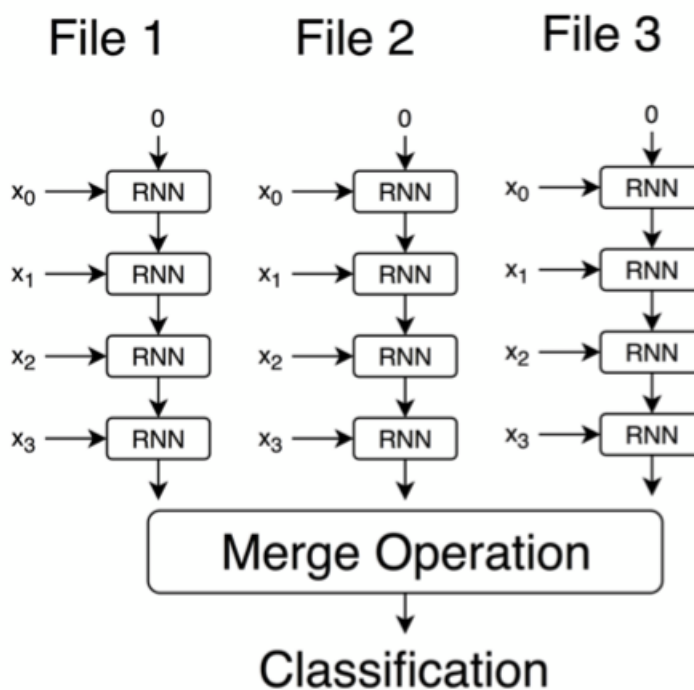 File 1 File 2 File 3
0 0 0
x₀ RNN x₀ RNN x₀ RNN
x₁ RNN x₁ RNN x₁ RNN
x₂ RNN x₂ RNN x₂ RNN
x₃ RNN x₃ RNN x₃ RNN
Merge Operation
Classification